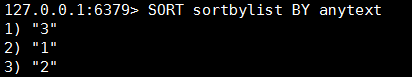 127.0.0.1:6379> SORT sortbylist BY anytext
1) "3"
2) "1"
3) "2"